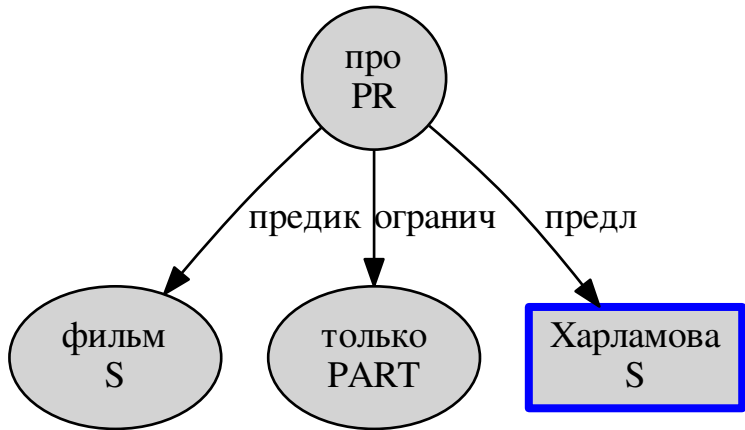 про
PR
предик
огранич
предл
фильм
S
только
PART
Харламова
S